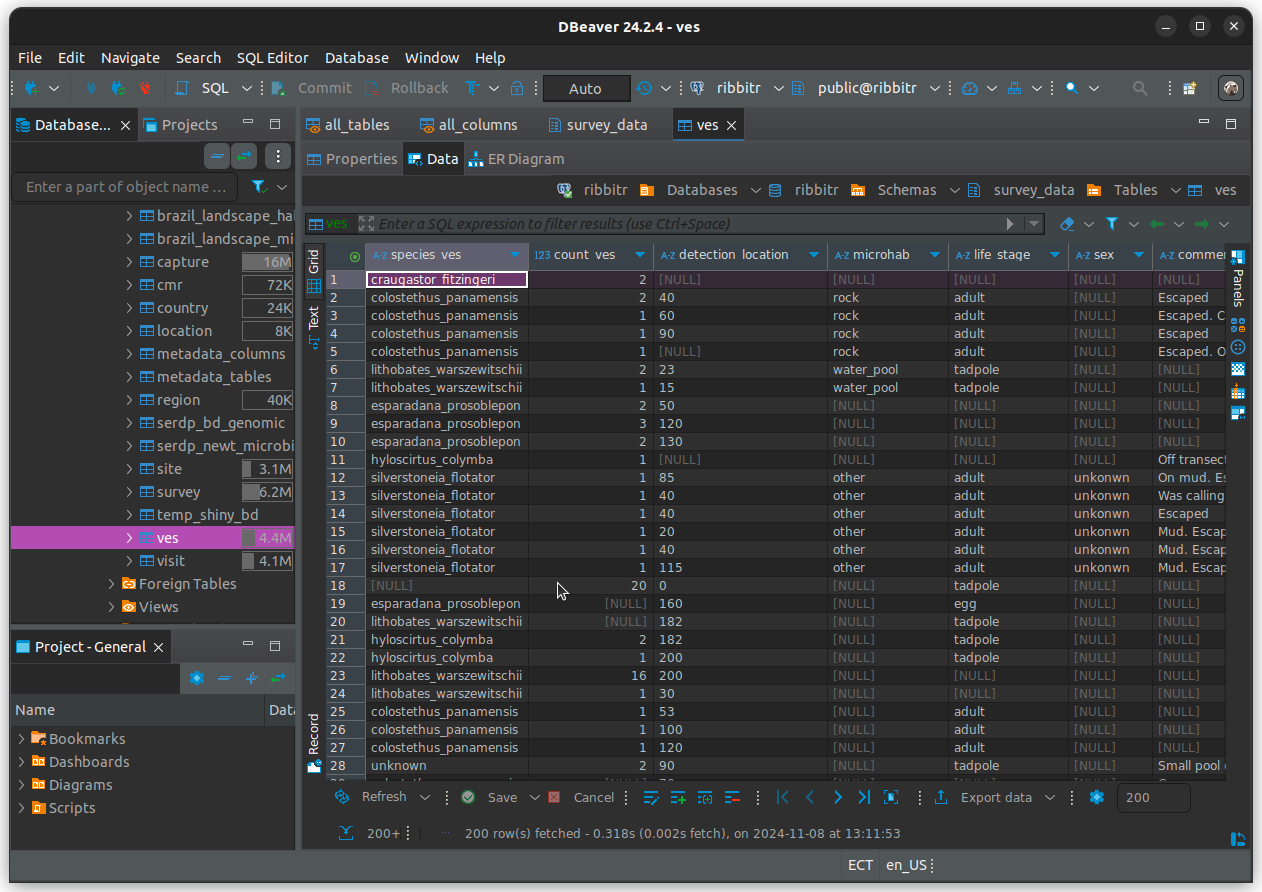 DBeaver 24.2.4 - ves
File Edit Navigate Search SQL Editor Database Window Help
SQL Commit Rollback Auto ribbitr public@ribbitr
Database... Projects
all_tables all_columns survey_data ves
Properties Data ER Diagram
Enter a part of object name ...
ribbitr Databases ribbitr Schemas survey_data Tables ves
ves Enter a SQL expression to filter results (use Ctrl+Space)
brazil_landscape_ha
brazil_landscape_mi
capture 16M
cmr 72K
country 24K
location 8K
metadata_columns
metadata_tables
region 40K
serdp_bd_genomic
serdp_newt_microbi
site 3.1M
survey 6.2M
temp_shiny_bd
ves 4.4M
visit 4.1M
Foreign Tables
Views
Project - General
Name Data
Bookmarks
Dashboards
Diagrams
Scripts
Grid
Text
Record
A-Z species_ves 123 count_ves A-Z detection_location A-Z microhab A-Z life_stage A-Z sex A-Z commen
1 craugastor_fitzingeri 2 [NULL] [NULL] [NULL] [NULL] [NULL]
2 colostethus_panamensis 2 40 rock adult [NULL] Escaped
3 colostethus_panamensis 1 60 rock adult [NULL] Escaped. C
4 colostethus_panamensis 1 90 rock adult [NULL] Escaped
5 colostethus_panamensis 1 [NULL] rock adult [NULL] Escaped. O
6 lithobates_warszewitschii 2 23 water_pool tadpole [NULL] [NULL]
7 lithobates_warszewitschii 1 15 water_pool tadpole [NULL] [NULL]
8 esparadana_prosoblepon 2 50 [NULL] [NULL] [NULL] [NULL]
9 esparadana_prosoblepon 3 120 [NULL] [NULL] [NULL] [NULL]
10 esparadana_prosoblepon 2 130 [NULL] [NULL] [NULL] [NULL]
11 hyloscirtus_colymba 1 [NULL] [NULL] [NULL] [NULL] Off transect
12 silverstoneia_flotator 1 85 other adult unkonwn On mud. Es
13 silverstoneia_flotator 1 40 other adult unkonwn Was calling
14 silverstoneia_flotator 1 40 other adult unkonwn Escaped
15 silverstoneia_flotator 1 20 other adult unkonwn Mud. Escap
16 silverstoneia_flotator 1 40 other adult unkonwn Mud. Escap
17 silverstoneia_flotator 1 115 other adult unkonwn Mud. Escap
18 [NULL] 20 0 [NULL] tadpole [NULL] [NULL]
19 esparadana_prosoblepon [NULL] 160 [NULL] egg [NULL] [NULL]
20 lithobates_warszewitschii [NULL] 182 [NULL] tadpole [NULL] [NULL]
21 hyloscirtus_colymba 2 182 [NULL] tadpole [NULL] [NULL]
22 hyloscirtus_colymba 1 200 [NULL] tadpole [NULL] [NULL]
23 lithobates_warszewitschii 16 200 [NULL] tadpole [NULL] [NULL]
24 lithobates_warszewitschii 1 30 [NULL] tadpole [NULL] [NULL]
25 colostethus_panamensis 1 53 [NULL] adult [NULL] [NULL]
26 colostethus_panamensis 1 100 [NULL] adult [NULL] [NULL]
27 colostethus_panamensis 1 120 [NULL] adult [NULL] [NULL]
28 unknown 2 90 [NULL] tadpole [NULL] Small pool
Panels
Refresh Save Cancel Export data 200
200+ 200 row(s) fetched - 0.318s (0.002s fetch), on 2024-11-08 at 13:11:53
ECT en_US